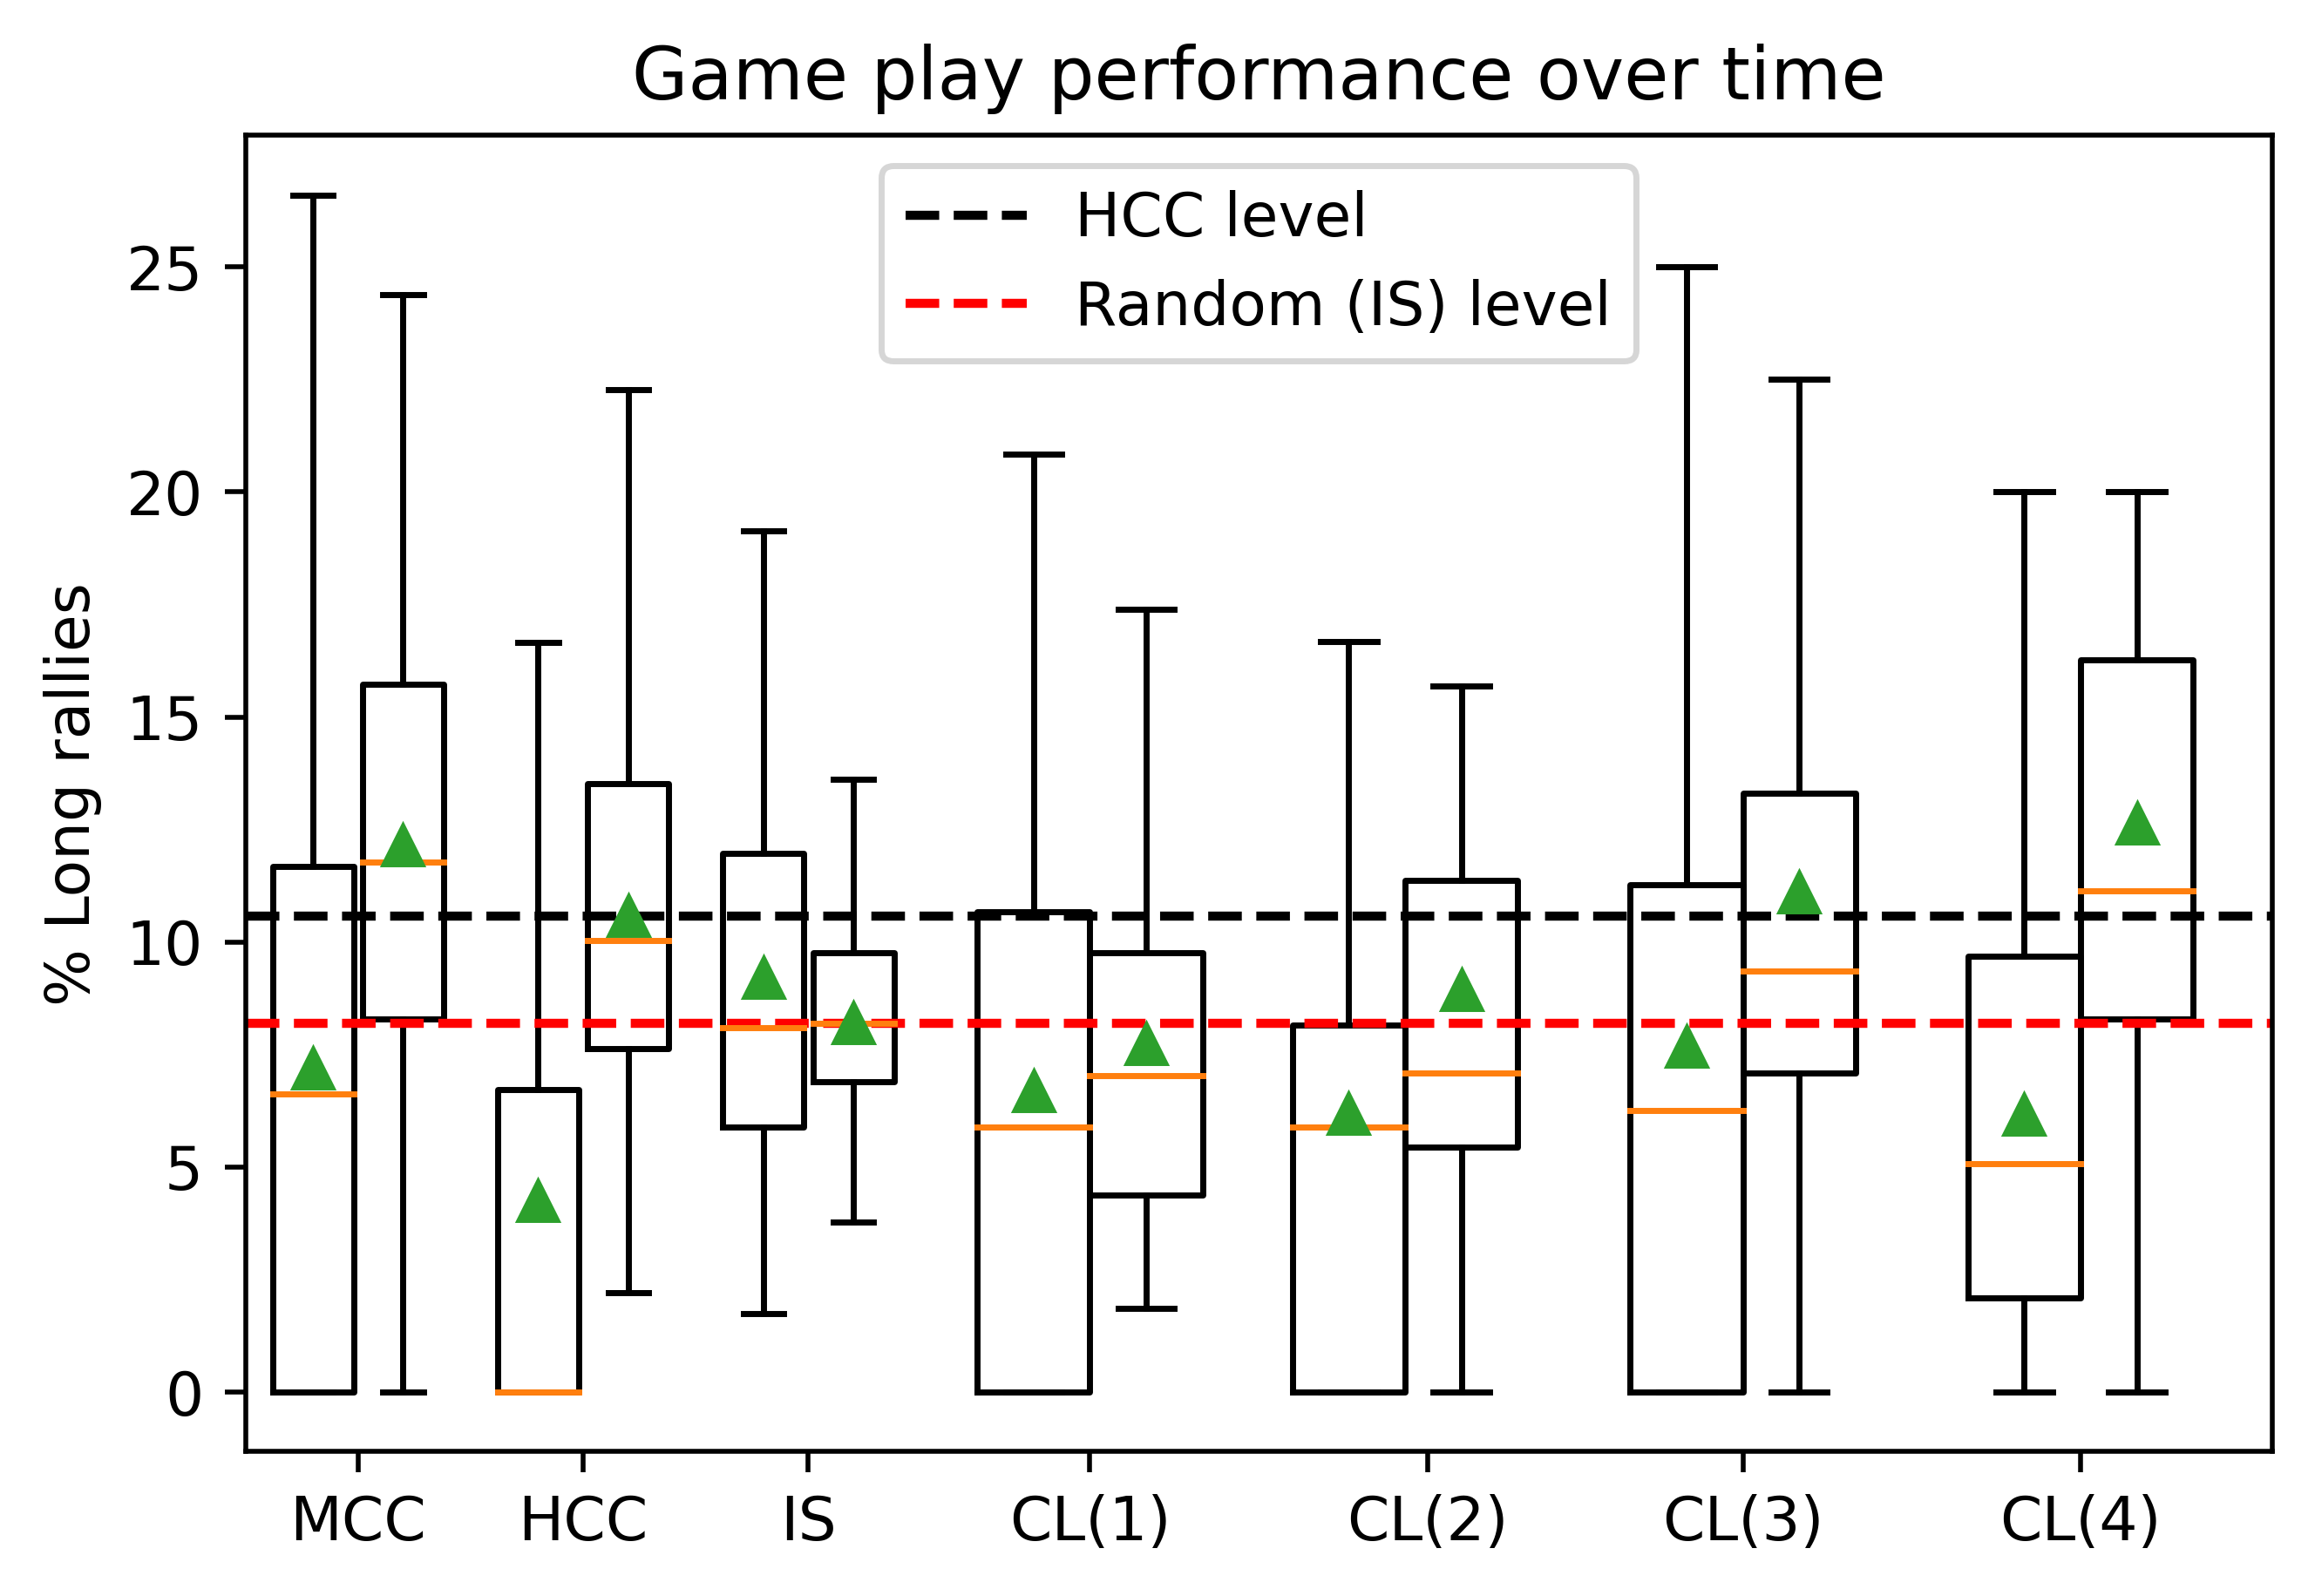 Game play performance over time
HCC level
Random (IS) level
% Long rallies
25
20
15
10
5
0
MCC HCC IS CL(1) CL(2) CL(3) CL(4)